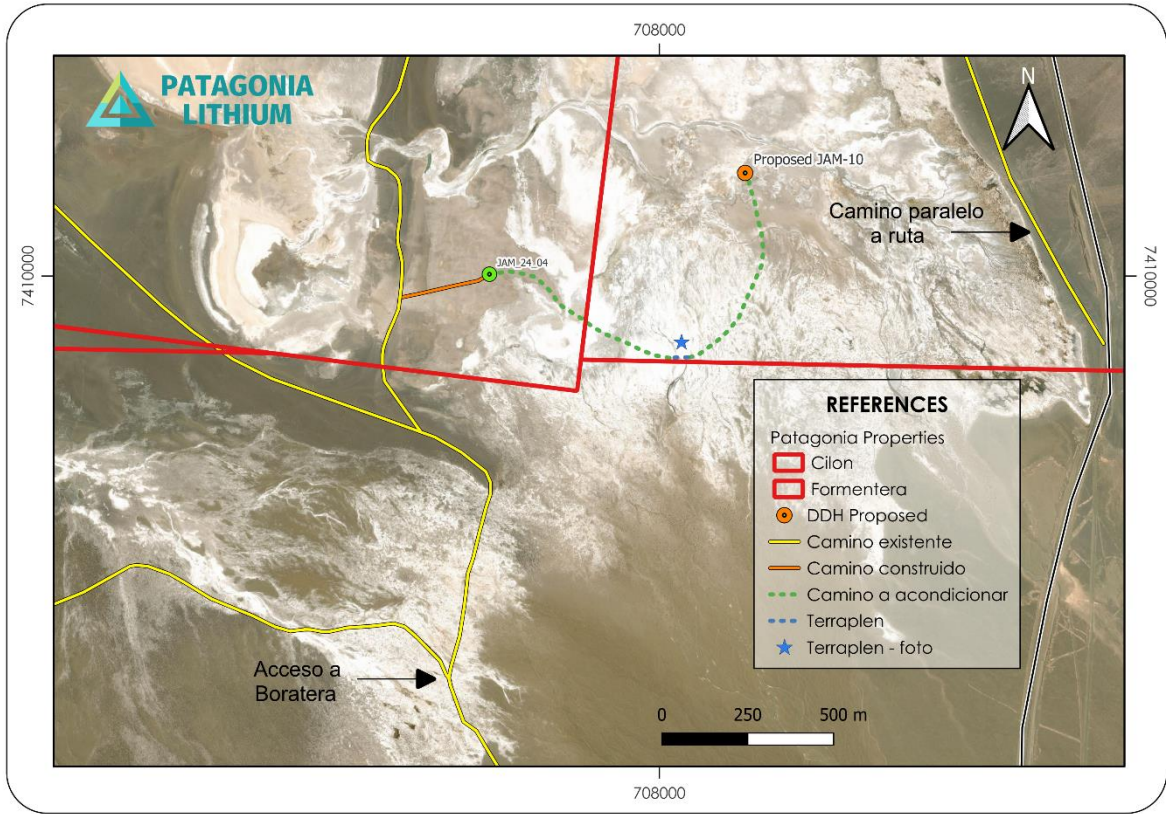 708000
PATAGONIA
LITHIUM
N
Proposed JAM-10
Camino paralelo
a ruta
JAM_24_04
7410000
7410000
REFERENCES
Patagonia Properties
Cilon
Formentera
DDH Proposed
Camino existente
Camino construido
Camino a acondicionar
Terraplen
Terraplen - foto
Acceso a
Boratera
0 250 500 m
708000